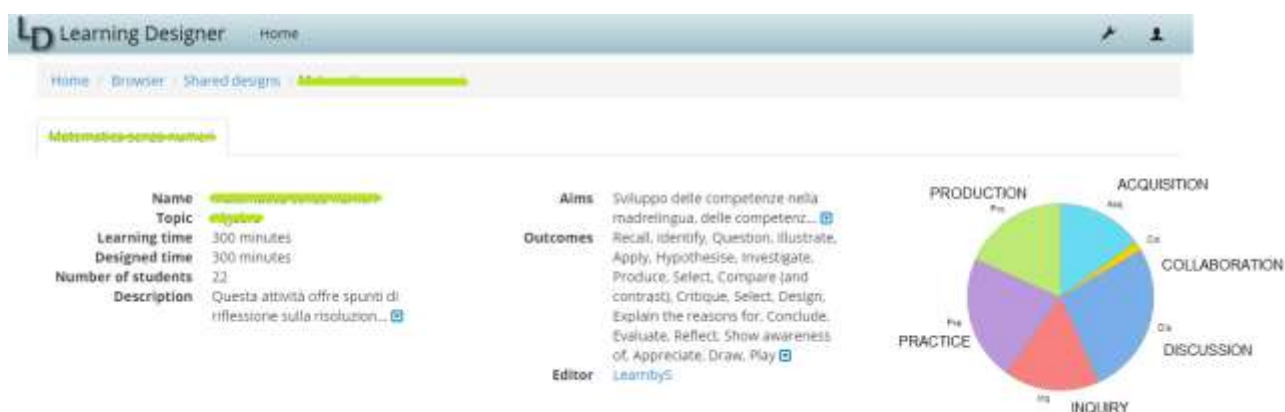 LD Learning Designer Home
Home / Browser / Shared designs /
Matematica senza numeri
Name
Topic
Learning time 300 minutes
Designed time 300 minutes
Number of students 22
Description Questa attività offre spunti di
riflessione sulla risoluzion...
Aims Sviluppo delle competenze nella
madrelingua, delle competenz...
Outcomes Recall, Identify, Question, Illustrate,
Apply, Hypothesise, Investigate,
Produce, Select, Compare (and
contrast), Critique, Select, Design,
Explain the reasons for, Conclude,
Evaluate, Reflect, Show awareness
of, Appreciate, Draw, Play
Editor LearnbyS
PRODUCTION
ACQUISITION
COLLABORATION
DISCUSSION
INQUIRY
PRACTICE